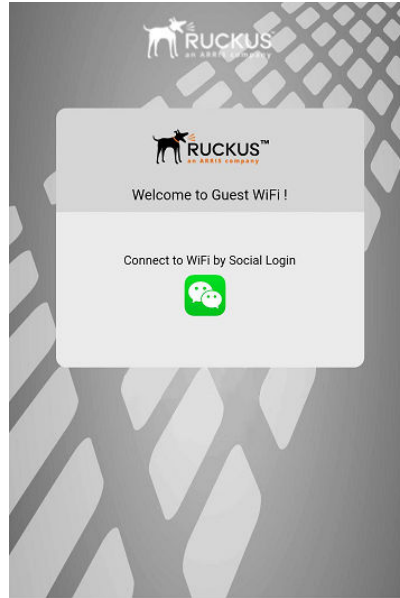 RUCKUS
an ARRIS company
RUCKUS™
an ARRIS company
Welcome to Guest WiFi !
Connect to WiFi by Social Login